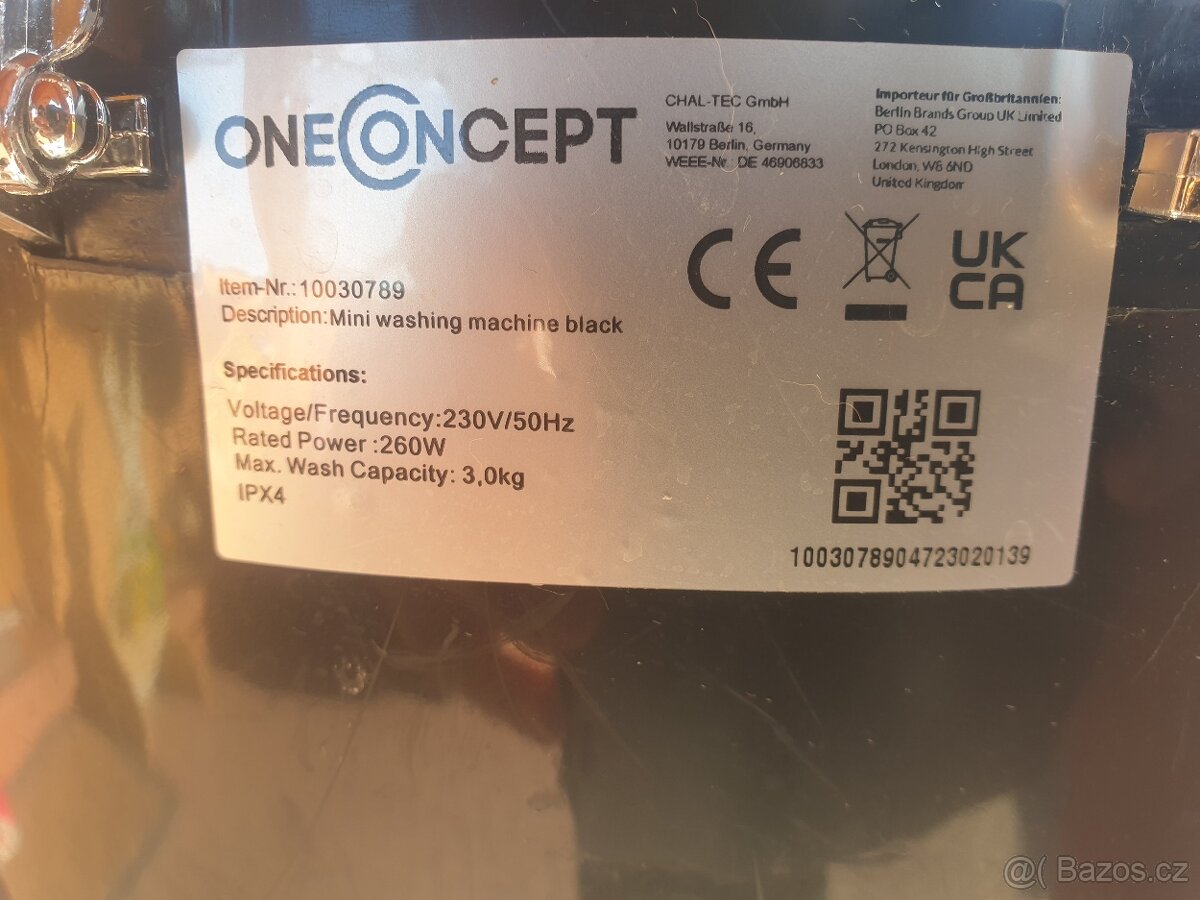 ONECONCEPT
CHAL-TEC GmbH
Wallstraße 16,
10179 Berlin, Germany
WEEE-Nr.: DE 46906833
Importeur für Großbritannien:
Berlin Brands Group UK Limited
PO Box 42
272 Kensington High Street
London, W8 6ND
United Kingdom
CE
UK
CA
Item-Nr.:10030789
Description:Mini washing machine black
Specifications:
Voltage/Frequency:230V/50Hz
Rated Power :260W
Max. Wash Capacity: 3,0kg
IPX4
1003078904723020139
@( Bazos.cz